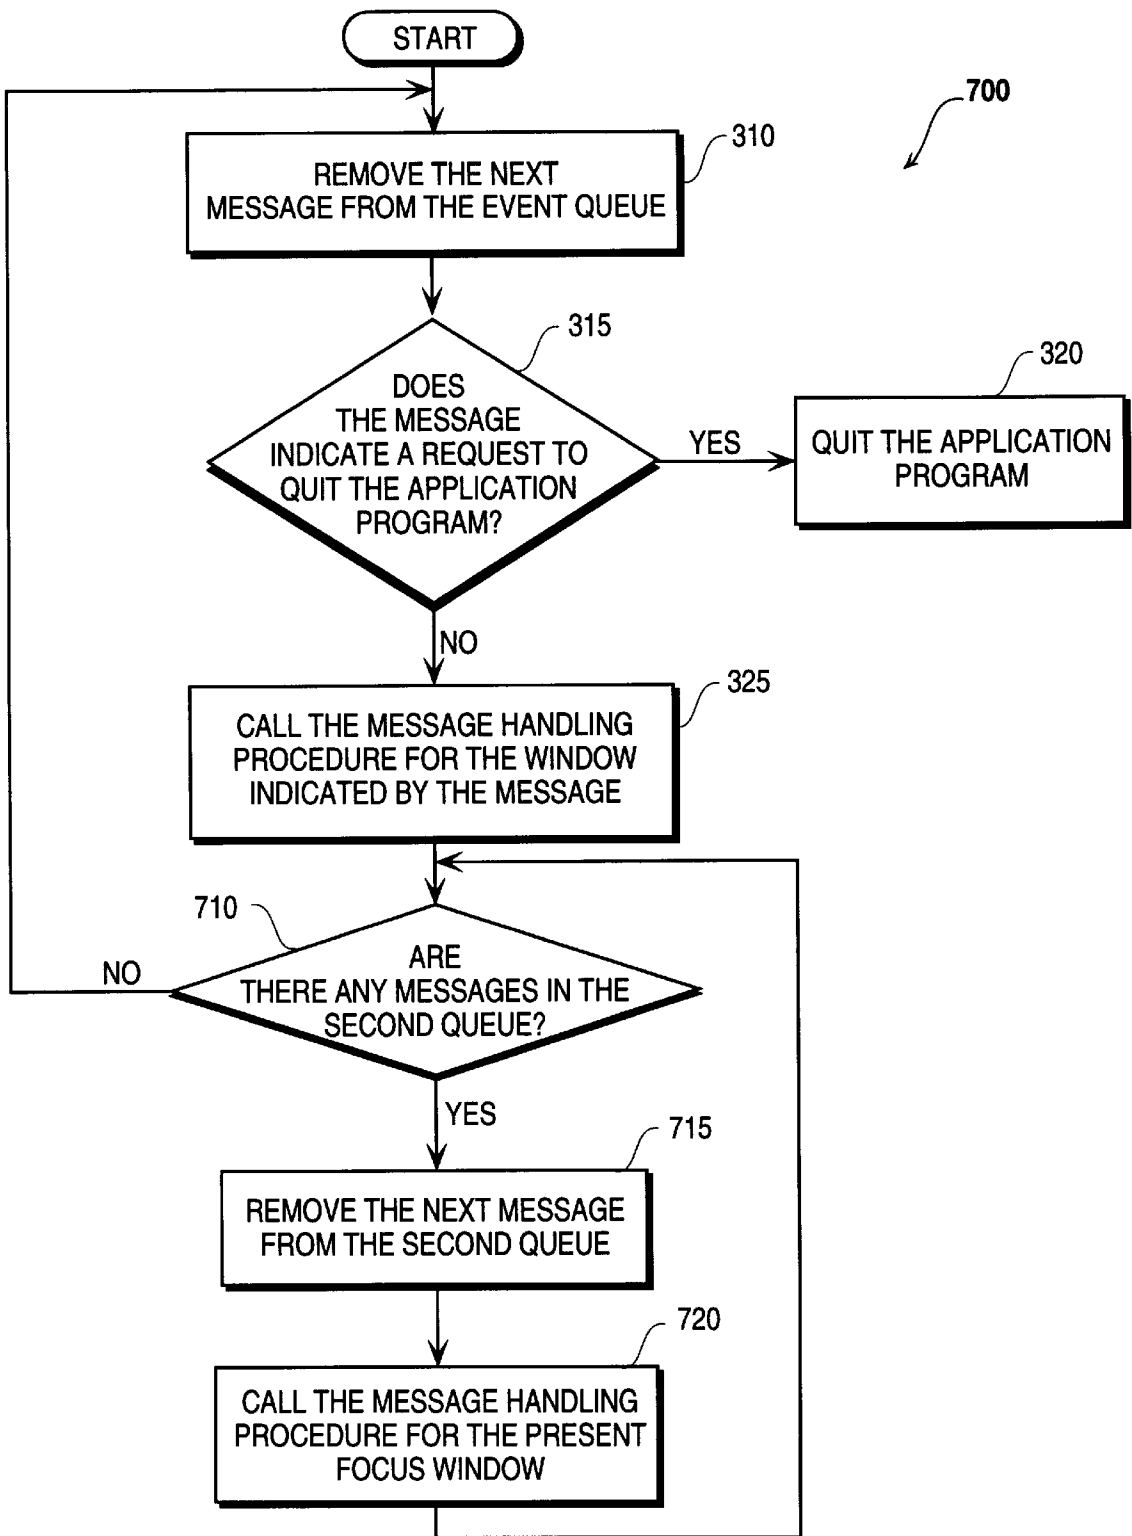 START
700
310
REMOVE THE NEXT
MESSAGE FROM THE EVENT QUEUE
315
DOES
THE MESSAGE
INDICATE A REQUEST TO
QUIT THE APPLICATION
PROGRAM?
YES
320
QUIT THE APPLICATION
PROGRAM
NO
325
CALL THE MESSAGE HANDLING
PROCEDURE FOR THE WINDOW
INDICATED BY THE MESSAGE
710
NO
ARE
THERE ANY MESSAGES IN THE
SECOND QUEUE?
YES
715
REMOVE THE NEXT MESSAGE
FROM THE SECOND QUEUE
720
CALL THE MESSAGE HANDLING
PROCEDURE FOR THE PRESENT
FOCUS WINDOW